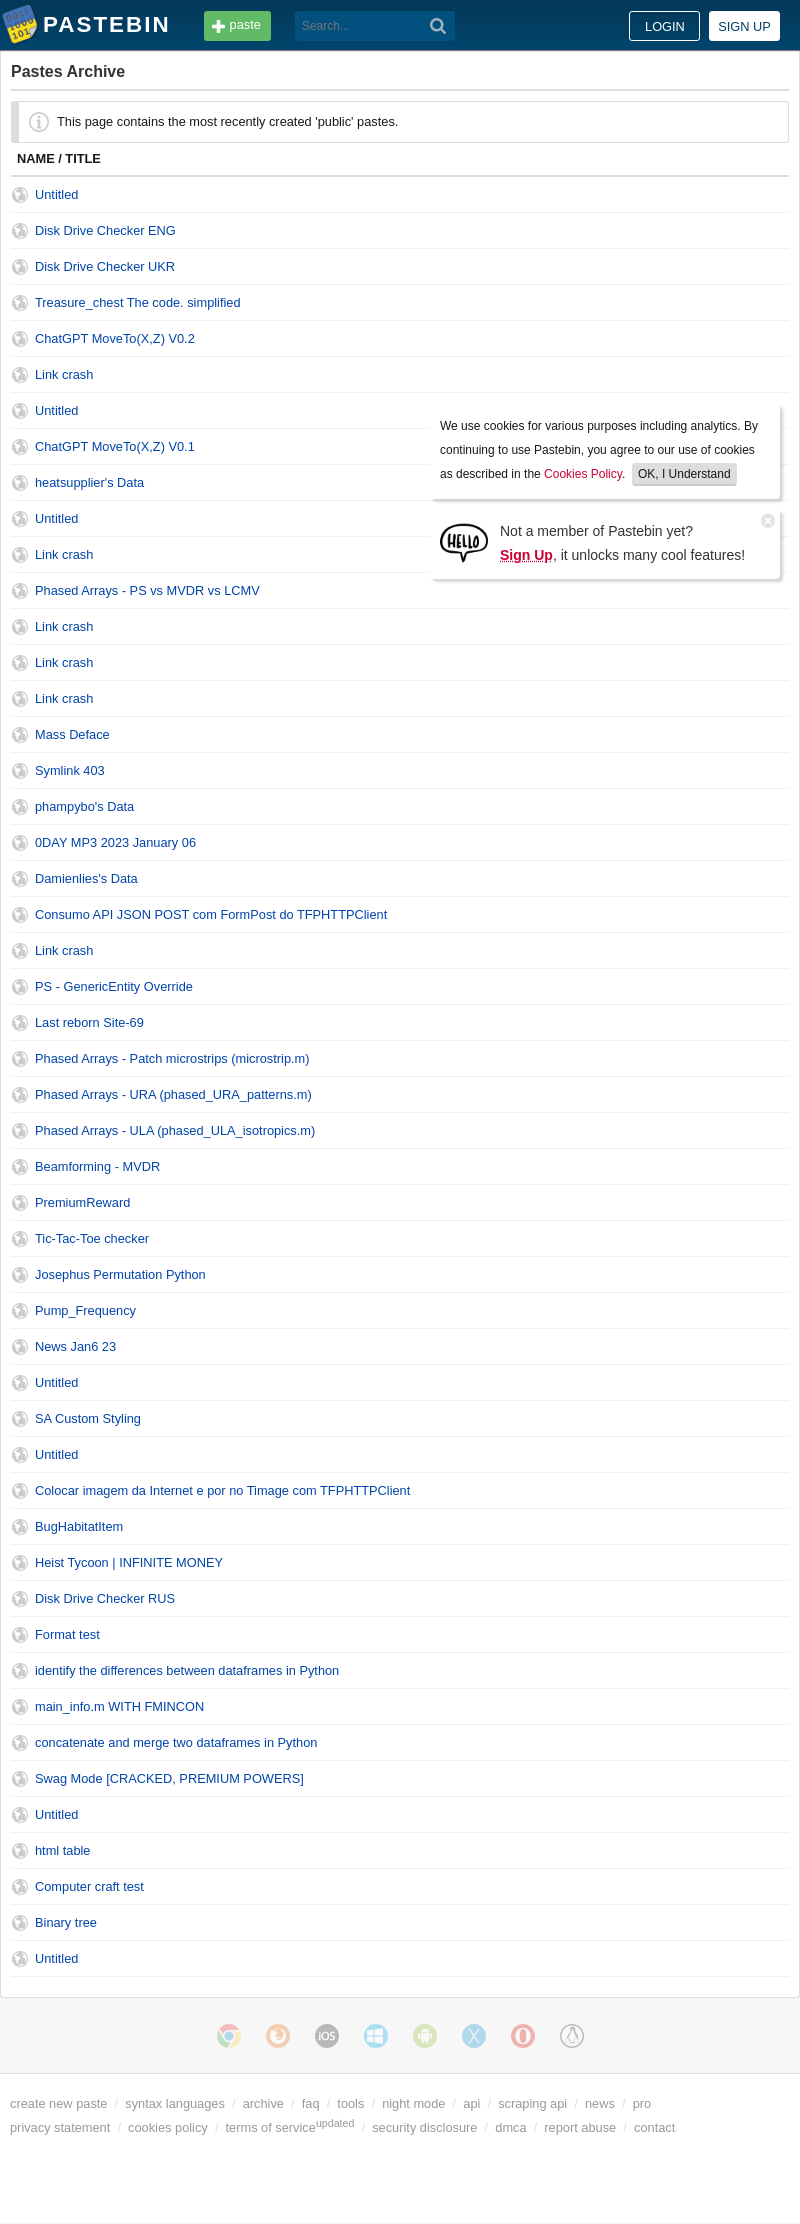 PASTEBIN
paste
Search...
LOGIN
SIGN UP
Pastes Archive
This page contains the most recently created 'public' pastes.
NAME / TITLE
Untitled
Disk Drive Checker ENG
Disk Drive Checker UKR
Treasure_chest The code. simplified
ChatGPT MoveTo(X,Z) V0.2
Link crash
Untitled
ChatGPT MoveTo(X,Z) V0.1
heatsupplier's Data
Untitled
Link crash
Phased Arrays - PS vs MVDR vs LCMV
We use cookies for various purposes including analytics. By
continuing to use Pastebin, you agree to our use of cookies
as described in the Cookies Policy. OK, I Understand
HELLO
Not a member of Pastebin yet?
Sign Up, it unlocks many cool features!
Link crash
Link crash
Link crash
Mass Deface
Symlink 403
phampybo's Data
0DAY MP3 2023 January 06
Damienlies's Data
Consumo API JSON POST com FormPost do TFPHTTPClient
Link crash
PS - GenericEntity Override
Last reborn Site-69
Phased Arrays - Patch microstrips (microstrip.m)
Phased Arrays - URA (phased_URA_patterns.m)
Phased Arrays - ULA (phased_ULA_isotropics.m)
Beamforming - MVDR
PremiumReward
Tic-Tac-Toe checker
Josephus Permutation Python
Pump_Frequency
News Jan6 23
Untitled
SA Custom Styling
Untitled
Colocar imagem da Internet e por no Timage com TFPHTTPClient
BugHabitatItem
Heist Tycoon | INFINITE MONEY
Disk Drive Checker RUS
Format test
identify the differences between dataframes in Python
main_info.m WITH FMINCON
concatenate and merge two dataframes in Python
Swag Mode [CRACKED, PREMIUM POWERS]
Untitled
html table
Computer craft test
Binary tree
Untitled
iOS
create new paste / syntax languages / archive / faq / tools / night mode / api / scraping api / news / pro
privacy statement / cookies policy / terms of service updated / security disclosure / dmca / report abuse / contact